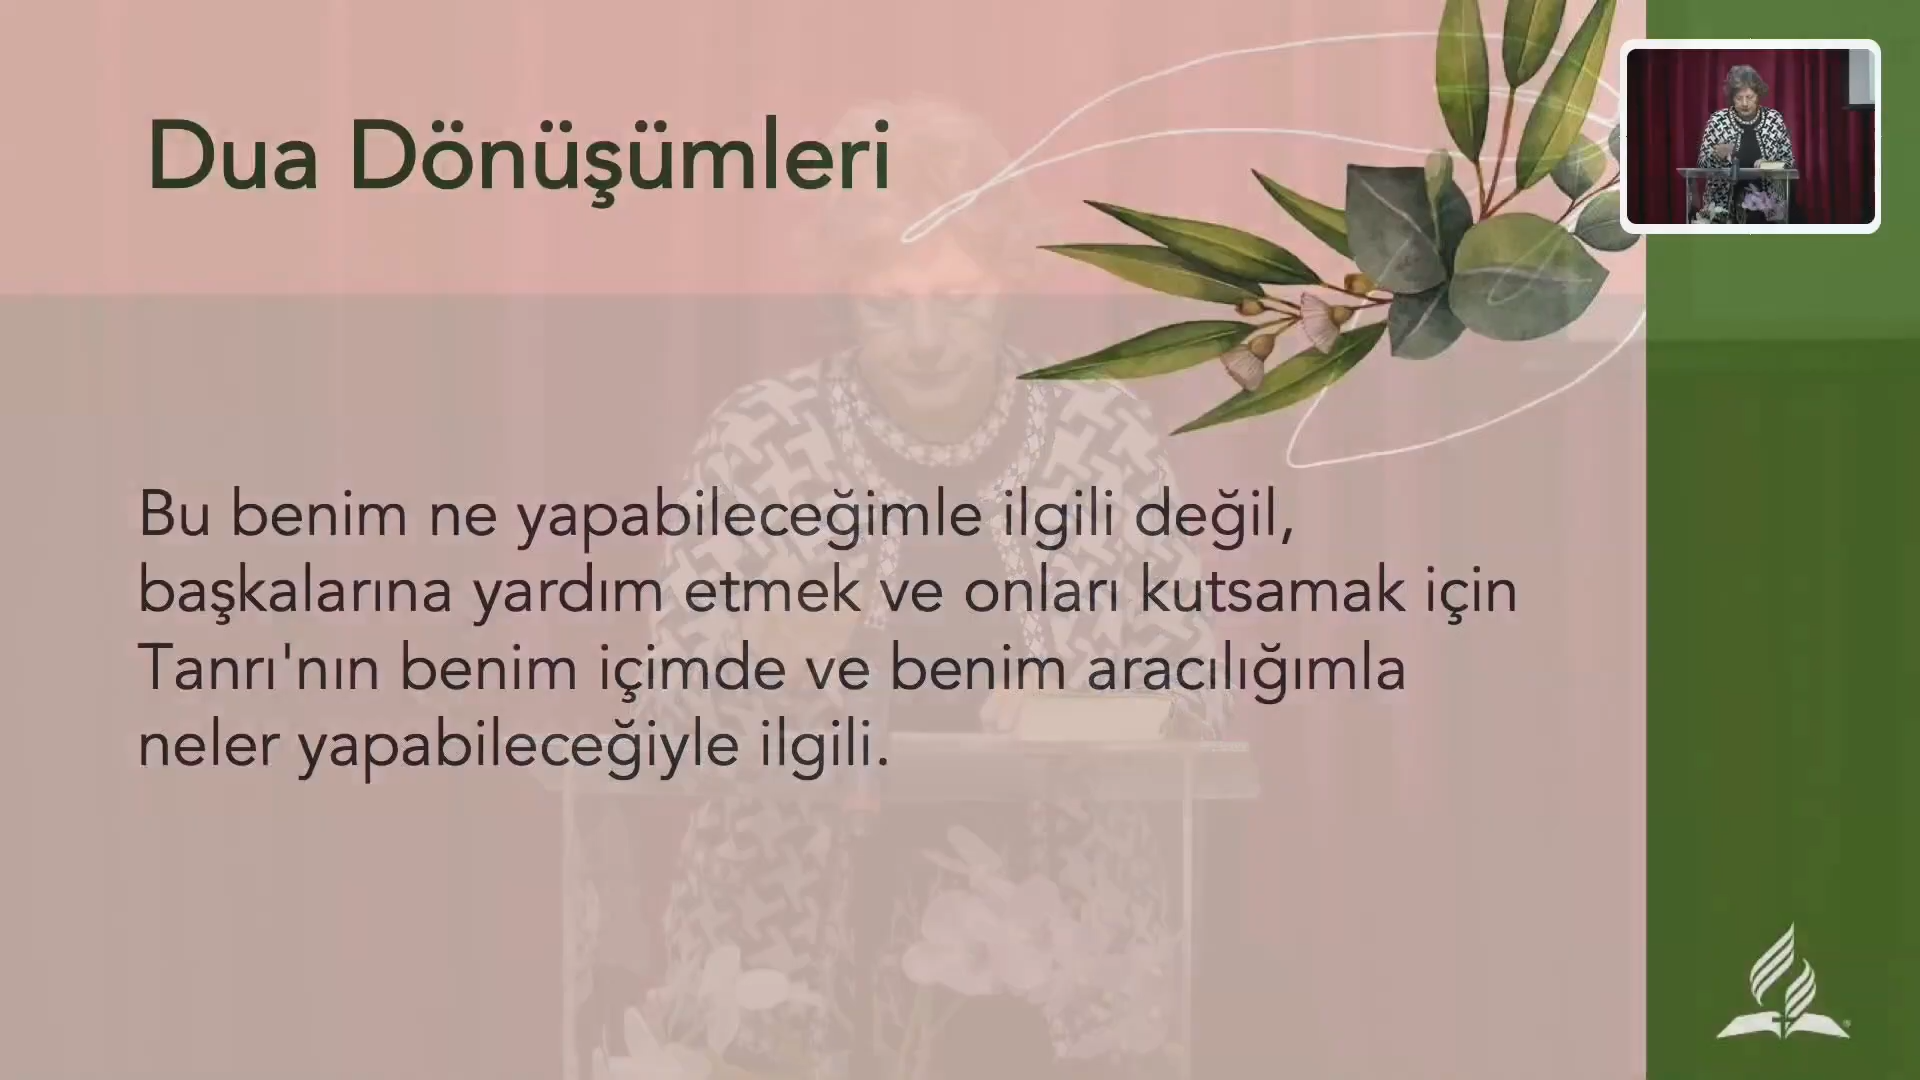 Dua Dönüşümleri
Bu benim ne yapabileceğimle ilgili değil,
başkalarına yardım etmek ve onları kutsamak için
Tanrı'nın benim içimde ve benim aracılığımla
neler yapabileceğiyle ilgili.